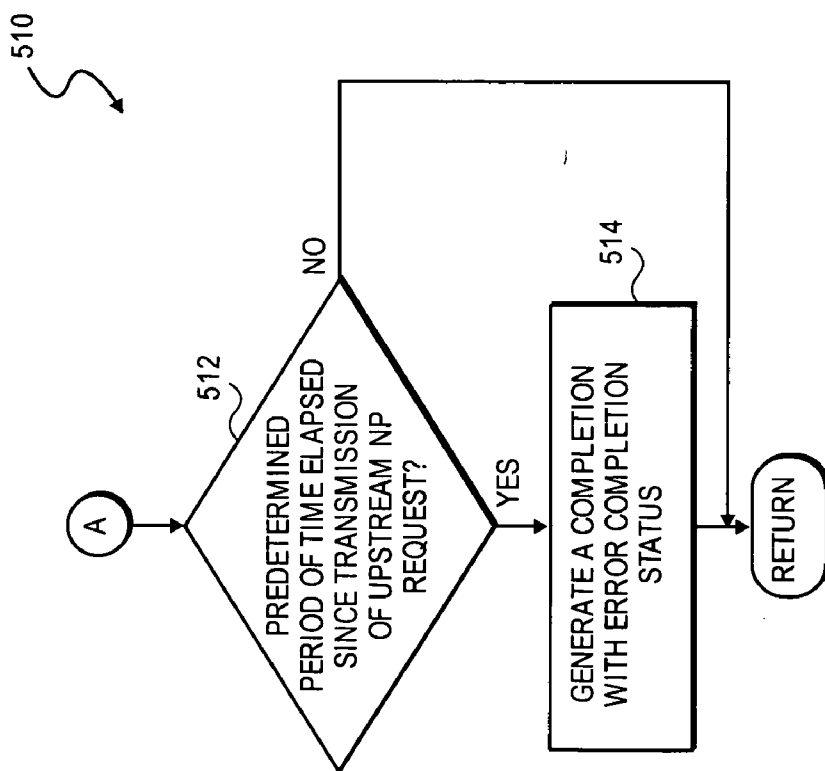 510
A
512
PREDETERMINED
PERIOD OF TIME ELAPSED
SINCE TRANSMISSION
OF UPSTREAM NP
REQUEST?
NO
YES
514
GENERATE A COMPLETION
WITH ERROR COMPLETION
STATUS
RETURN